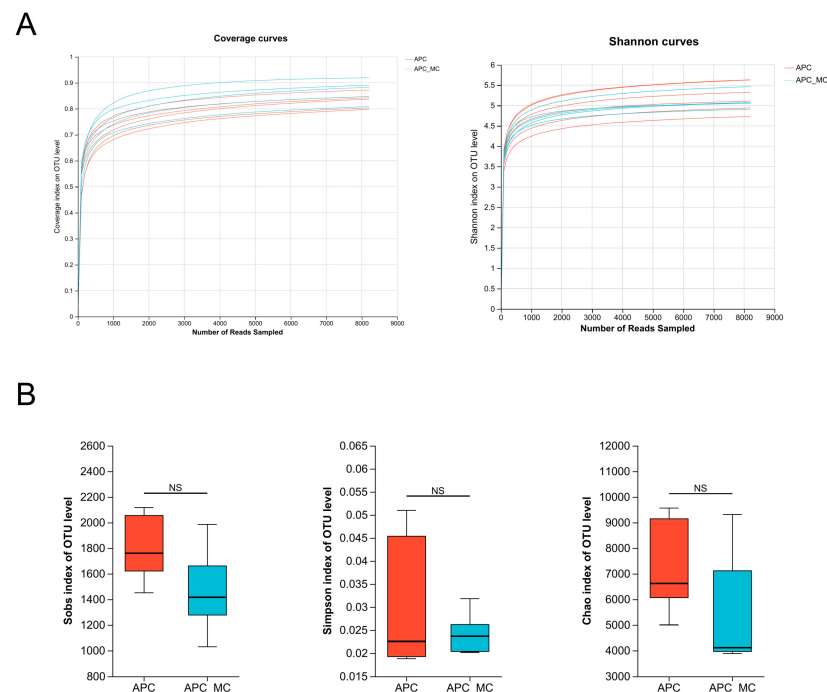 A
Coverage curves
APC
APC_MC
Coverage index on OTU level
1
0.9
0.8
0.7
0.6
0.5
0.4
0.3
0.2
0.1
0
0 1000 2000 3000 4000 5000 6000 7000 8000 9000
Number of Reads Sampled
Shannon curves
APC
APC_MC
Shannon index on OTU level
6
5.5
5
4.5
4
3.5
3
2.5
2
1.5
1
0.5
0
0 1000 2000 3000 4000 5000 6000 7000 8000 9000
Number of Reads Sampled
B
Sobs index of OTU level
2600
2400
2200
2000
1800
1600
1400
1200
1000
800
NS
APC APC_MC
Simpson index of OTU level
0.065
0.06
0.055
0.05
0.045
0.04
0.035
0.03
0.025
0.02
0.015
NS
APC APC_MC
Chao index of OTU level
12000
11000
10000
9000
8000
7000
6000
5000
4000
3000
NS
APC APC_MC